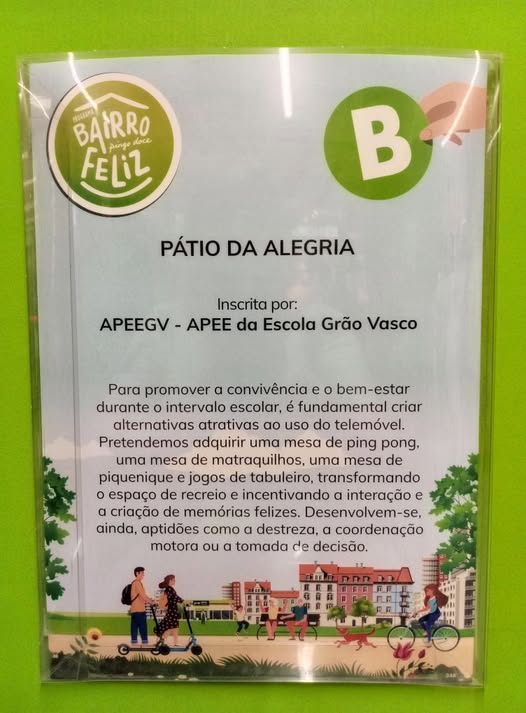 PROGRAMA
BAIRRO
pingo doce
FELIZ
B
PÁTIO DA ALEGRIA
Inscrita por:
APEEGV - APEE da Escola Grão Vasco
Para promover a convivência e o bem-estar
durante o intervalo escolar, é fundamental criar
alternativas atrativas ao uso do telemóvel.
Pretendemos adquirir uma mesa de ping pong,
uma mesa de matraquilhos, uma mesa de
piquenique e jogos de tabuleiro, transformando
o espaço de recreio e incentivando a interação e
a criação de memórias felizes. Desenvolvem-se,
ainda, aptidões como a destreza, a coordenação
motora ou a tomada de decisão.